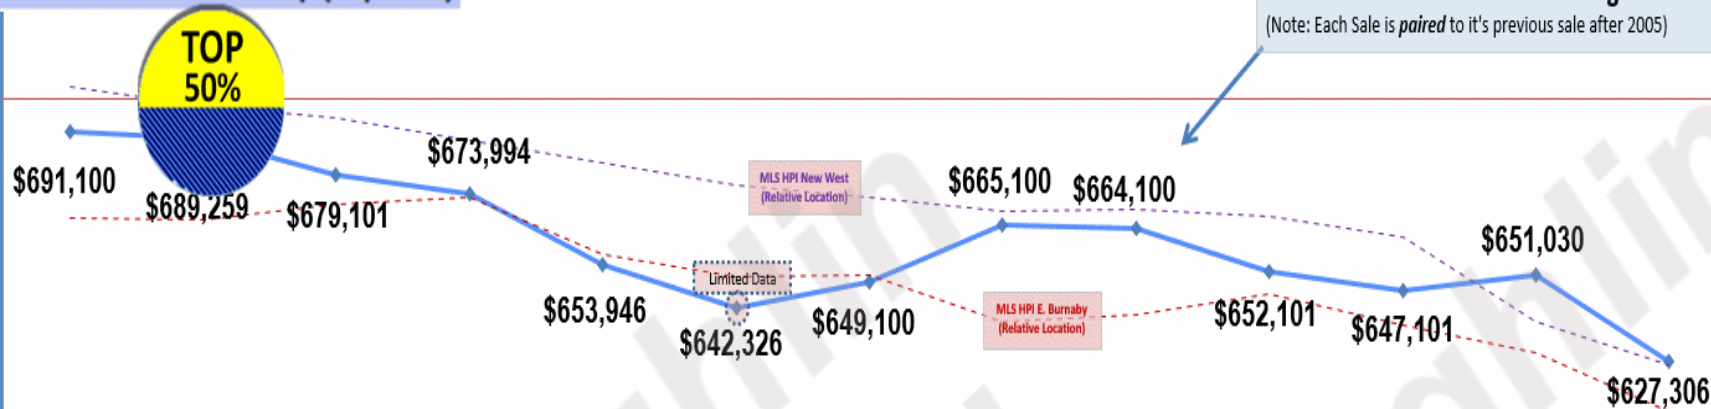 (Note: Each Sale is paired to it's previous sale after 2005)
TOP
50%
$691,100
$689,259
$679,101
$673,994
$653,946
Limited Data
$642,326
$649,100
MLS HPI New West
(Relative Location)
$665,100
$664,100
MLS HPI E. Burnaby
(Relative Location)
$652,101
$647,101
$651,030
$627,306